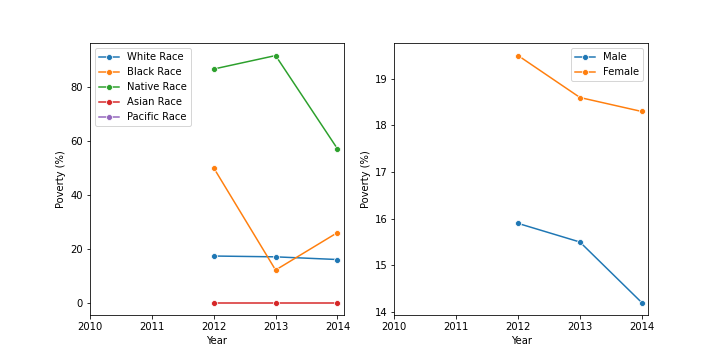 White Race
Black Race
Native Race
Asian Race
Pacific Race
80
60
40
20
0
Poverty (%)
2010 2011 2012 2013 2014
Year
Male
Female
19
18
17
16
15
14
Poverty (%)
2010 2011 2012 2013 2014
Year